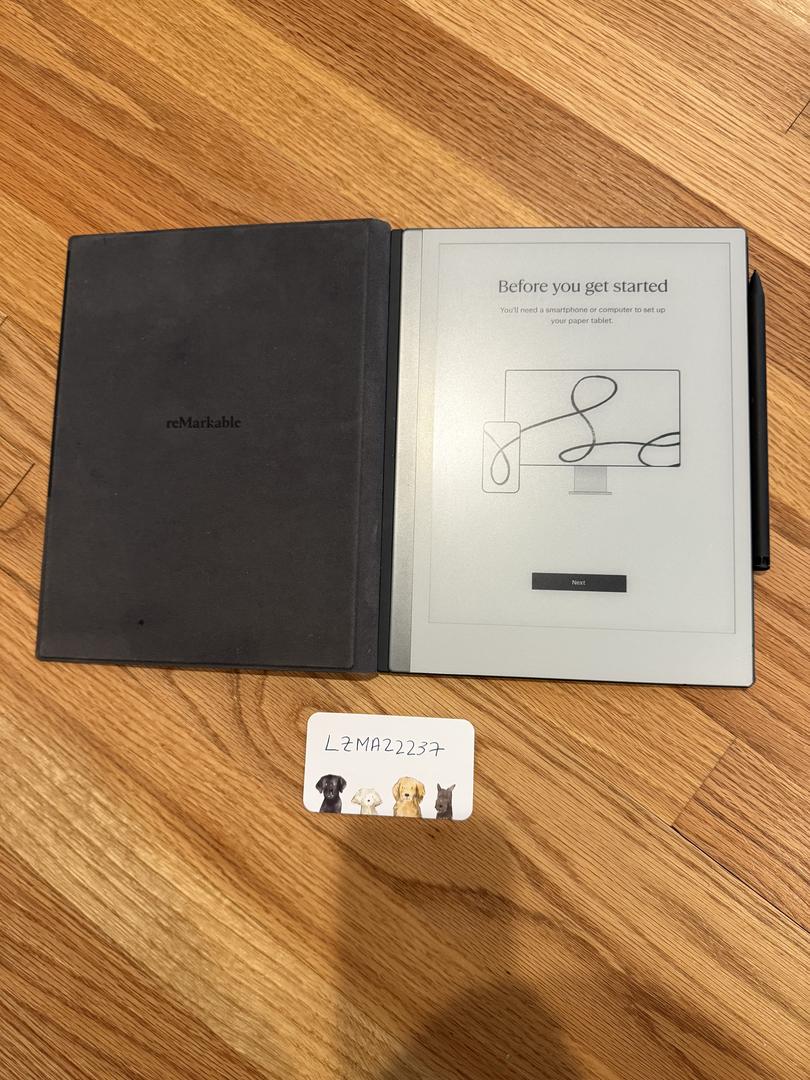 reMarkable
Before you get started
You'll need a smartphone or computer to set up
your paper tablet.
Next
LZMA22237